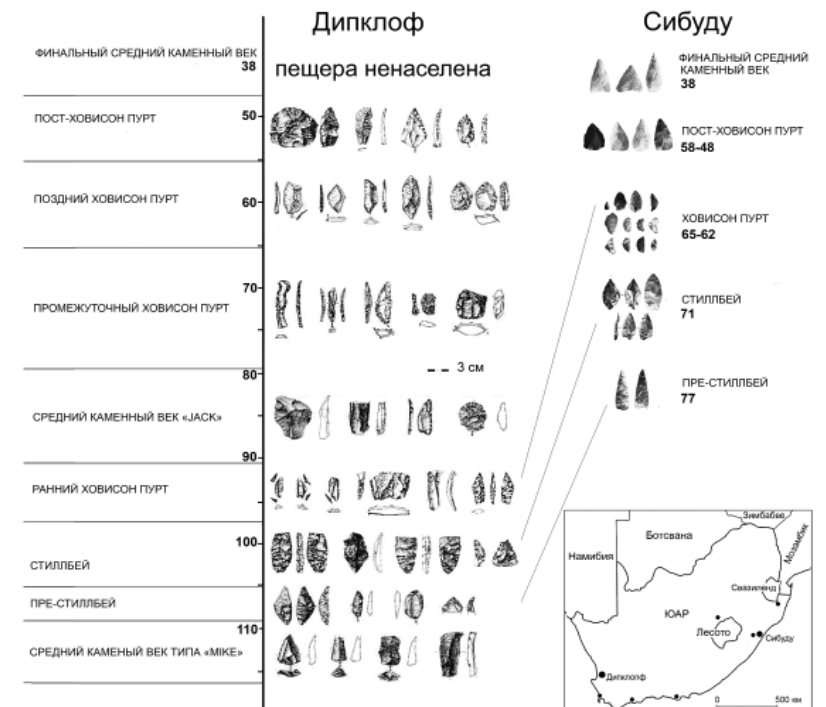 Дипклоф
Сибуду
ФИНАЛЬНЫЙ СРЕДНИЙ КАМЕННЫЙ ВЕК
38
пещера ненаселена
ФИНАЛЬНЫЙ СРЕДНИЙ
КАМЕННЫЙ ВЕК
38
ПОСТ-ХОВИСОН ПУРТ
50
ПОСТ-ХОВИСОН ПУРТ
58-48
ПОЗДНИЙ ХОВИСОН ПУРТ
60
ХОВИСОН ПУРТ
65-62
70
ПРОМЕЖУТОЧНЫЙ ХОВИСОН ПУРТ
СТИЛЛБЕЙ
71
80
3 см
ПРЕ-СТИЛЛБЕЙ
77
СРЕДНИЙ КАМЕННЫЙ ВЕК «JACK»
90
РАННИЙ ХОВИСОН ПУРТ
100
СТИЛЛБЕЙ
ПРЕ-СТИЛЛБЕЙ
110
СРЕДНИЙ КАМЕНЫЙ ВЕК ТИПА «MIKE»
Зимбабве
Ботсвана
Мозамбик
Намибия
Свазиленд
ЮАР
Лесото
Сибуду
Дипклопф
0
500 км